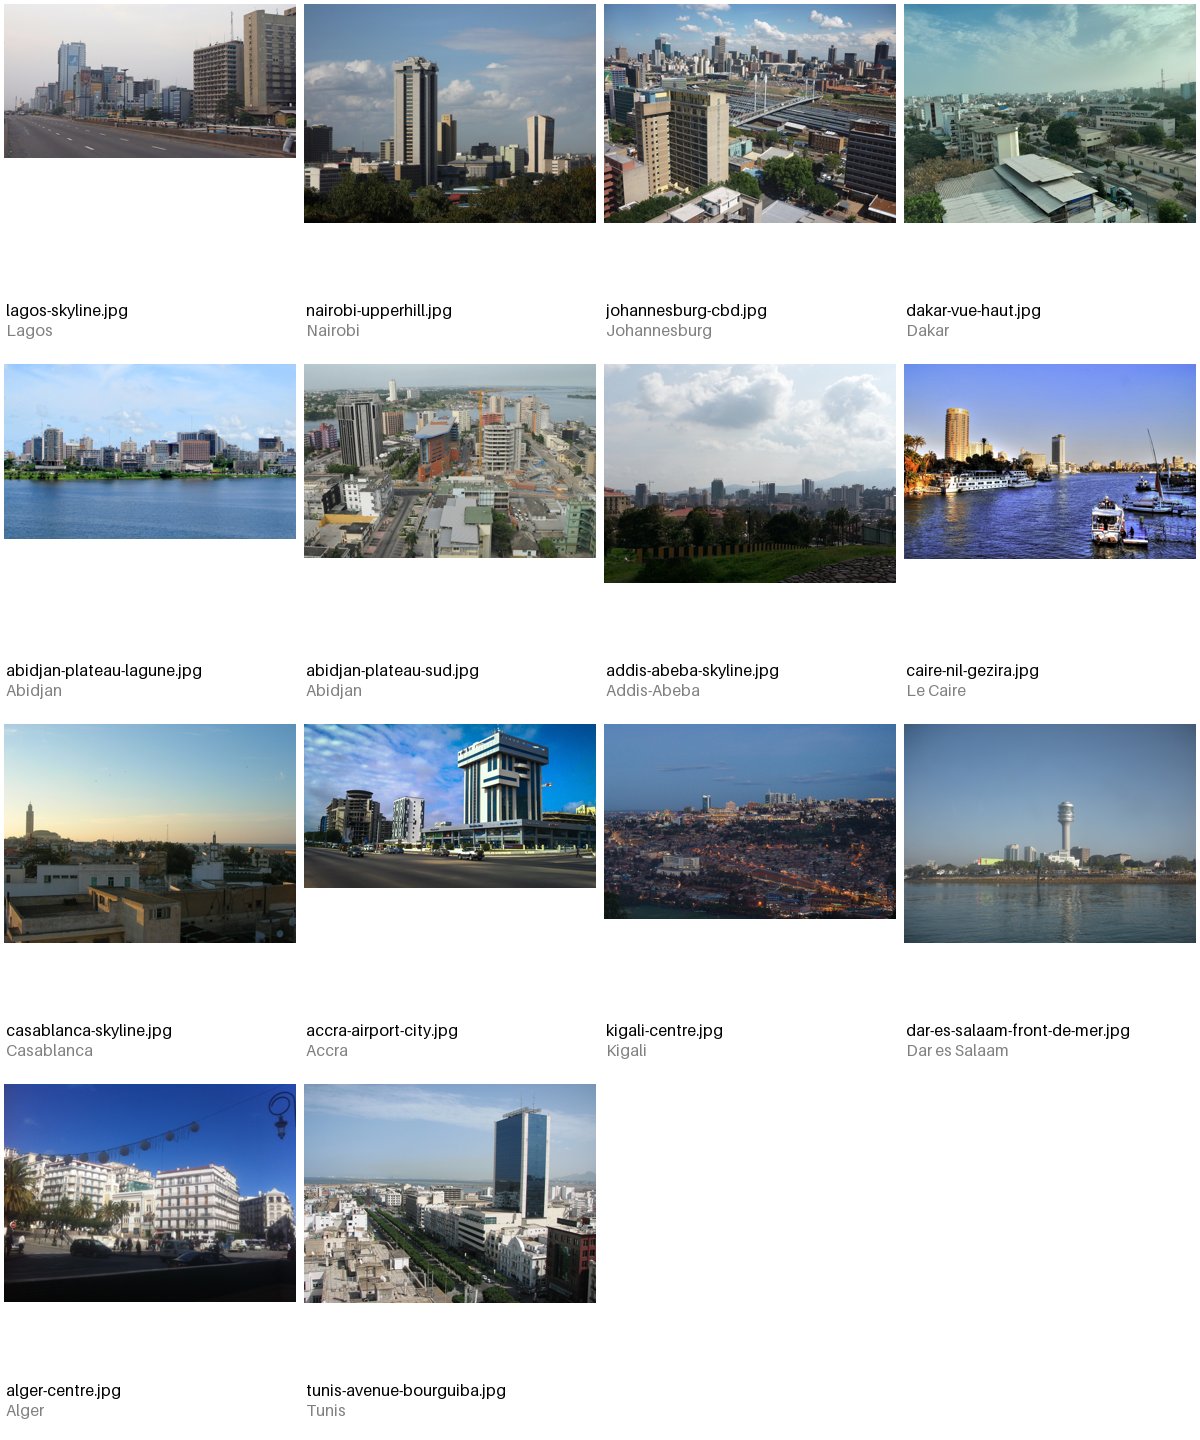 lagos-skyline.jpg
Lagos
nairobi-upperhill.jpg
Nairobi
johannesburg-cbd.jpg
Johannesburg
dakar-vue-haut.jpg
Dakar
abidjan-plateau-lagune.jpg
Abidjan
abidjan-plateau-sud.jpg
Abidjan
addis-abeba-skyline.jpg
Addis-Abeba
caire-nil-gezira.jpg
Le Caire
casablanca-skyline.jpg
Casablanca
accra-airport-city.jpg
Accra
kigali-centre.jpg
Kigali
dar-es-salaam-front-de-mer.jpg
Dar es Salaam
alger-centre.jpg
Alger
tunis-avenue-bourguiba.jpg
Tunis